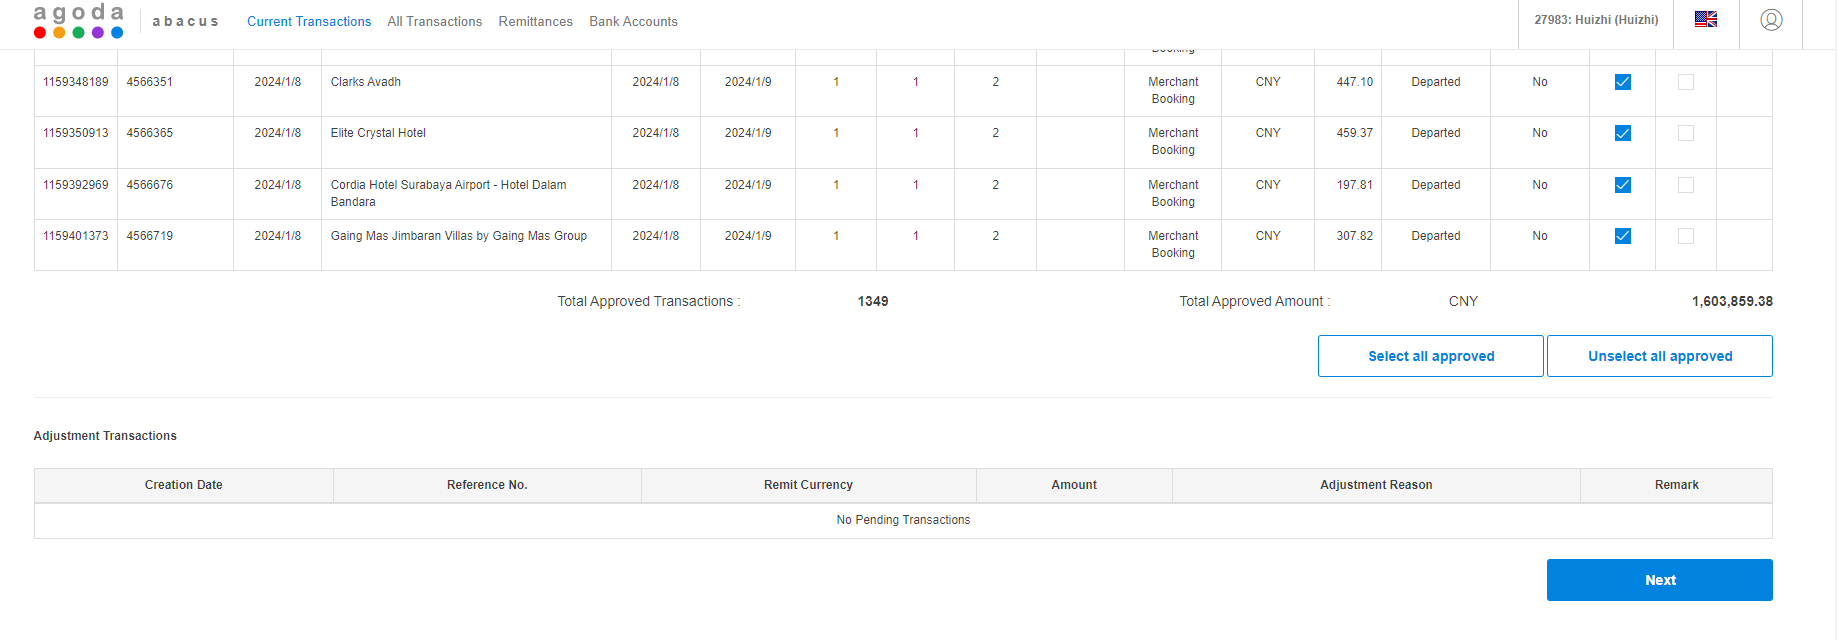 agoda abacus Current Transactions All Transactions Remittances Bank Accounts 27983: Huizhi (Huizhi)
Booking
1159348189 4566351 2024/1/8 Clarks Avadh 2024/1/8 2024/1/9 1 1 2 Merchant CNY 447.10 Departed No
Booking
1159350913 4566365 2024/1/8 Elite Crystal Hotel 2024/1/8 2024/1/9 1 1 2 Merchant CNY 459.37 Departed No
Booking
1159392969 4566676 2024/1/8 Cordia Hotel Surabaya Airport - Hotel Dalam 2024/1/8 2024/1/9 1 1 2 Merchant CNY 197.81 Departed No
Bandara Booking
1159401373 4566719 2024/1/8 Gaing Mas Jimbaran Villas by Gaing Mas Group 2024/1/8 2024/1/9 1 1 2 Merchant CNY 307.82 Departed No
Booking
Total Approved Transactions : 1349 Total Approved Amount : CNY 1,603,859.38
Select all approved Unselect all approved
Adjustment Transactions
Creation Date Reference No. Remit Currency Amount Adjustment Reason Remark
No Pending Transactions
Next